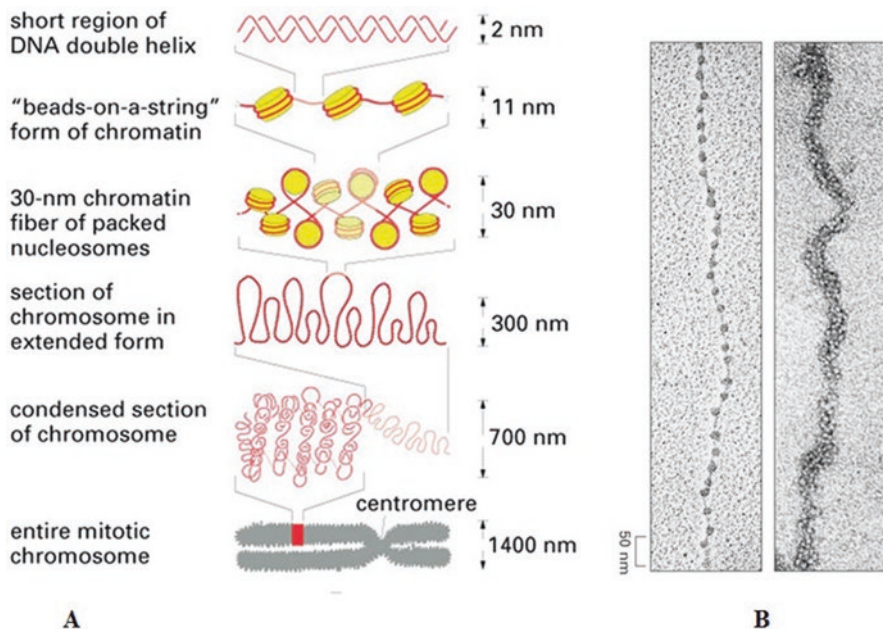 short region of
DNA double helix
2 nm
“beads-on-a-string”
form of chromatin
11 nm
30-nm chromatin
fiber of packed
nucleosomes
30 nm
section of
chromosome in
extended form
300 nm
condensed section
of chromosome
700 nm
centromere
entire mitotic
chromosome
1400 nm
50 nm
A
B